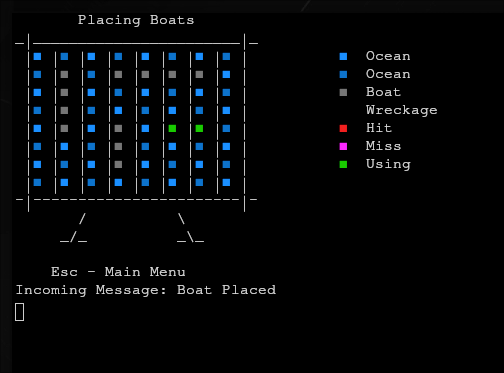 Placing Boats
Ocean
Ocean
Boat
Wreckage
Hit
Miss
Using
Esc - Main Menu
Incoming Message: Boat Placed